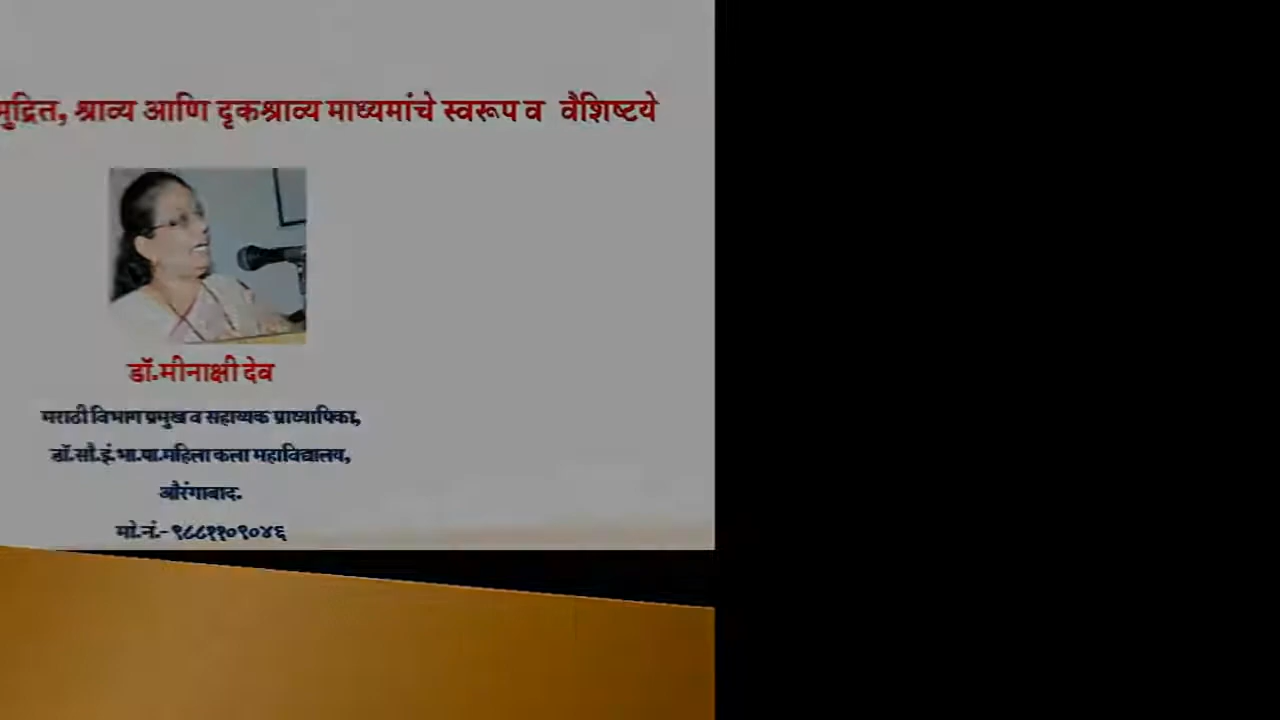 मुद्रित, श्राव्य आणि दृकश्राव्य माध्यमांचे स्वरूप व वैशिष्टये
डॉ.मीनाक्षी देव
मराठी विभाग प्रमुख व सहाय्यक प्राध्यापिका,
डॉ.सौ.इं.भा.पा.महिला कला महाविद्यालय,
औरंगाबाद.
मो.नं.- ९८८११०९०४६